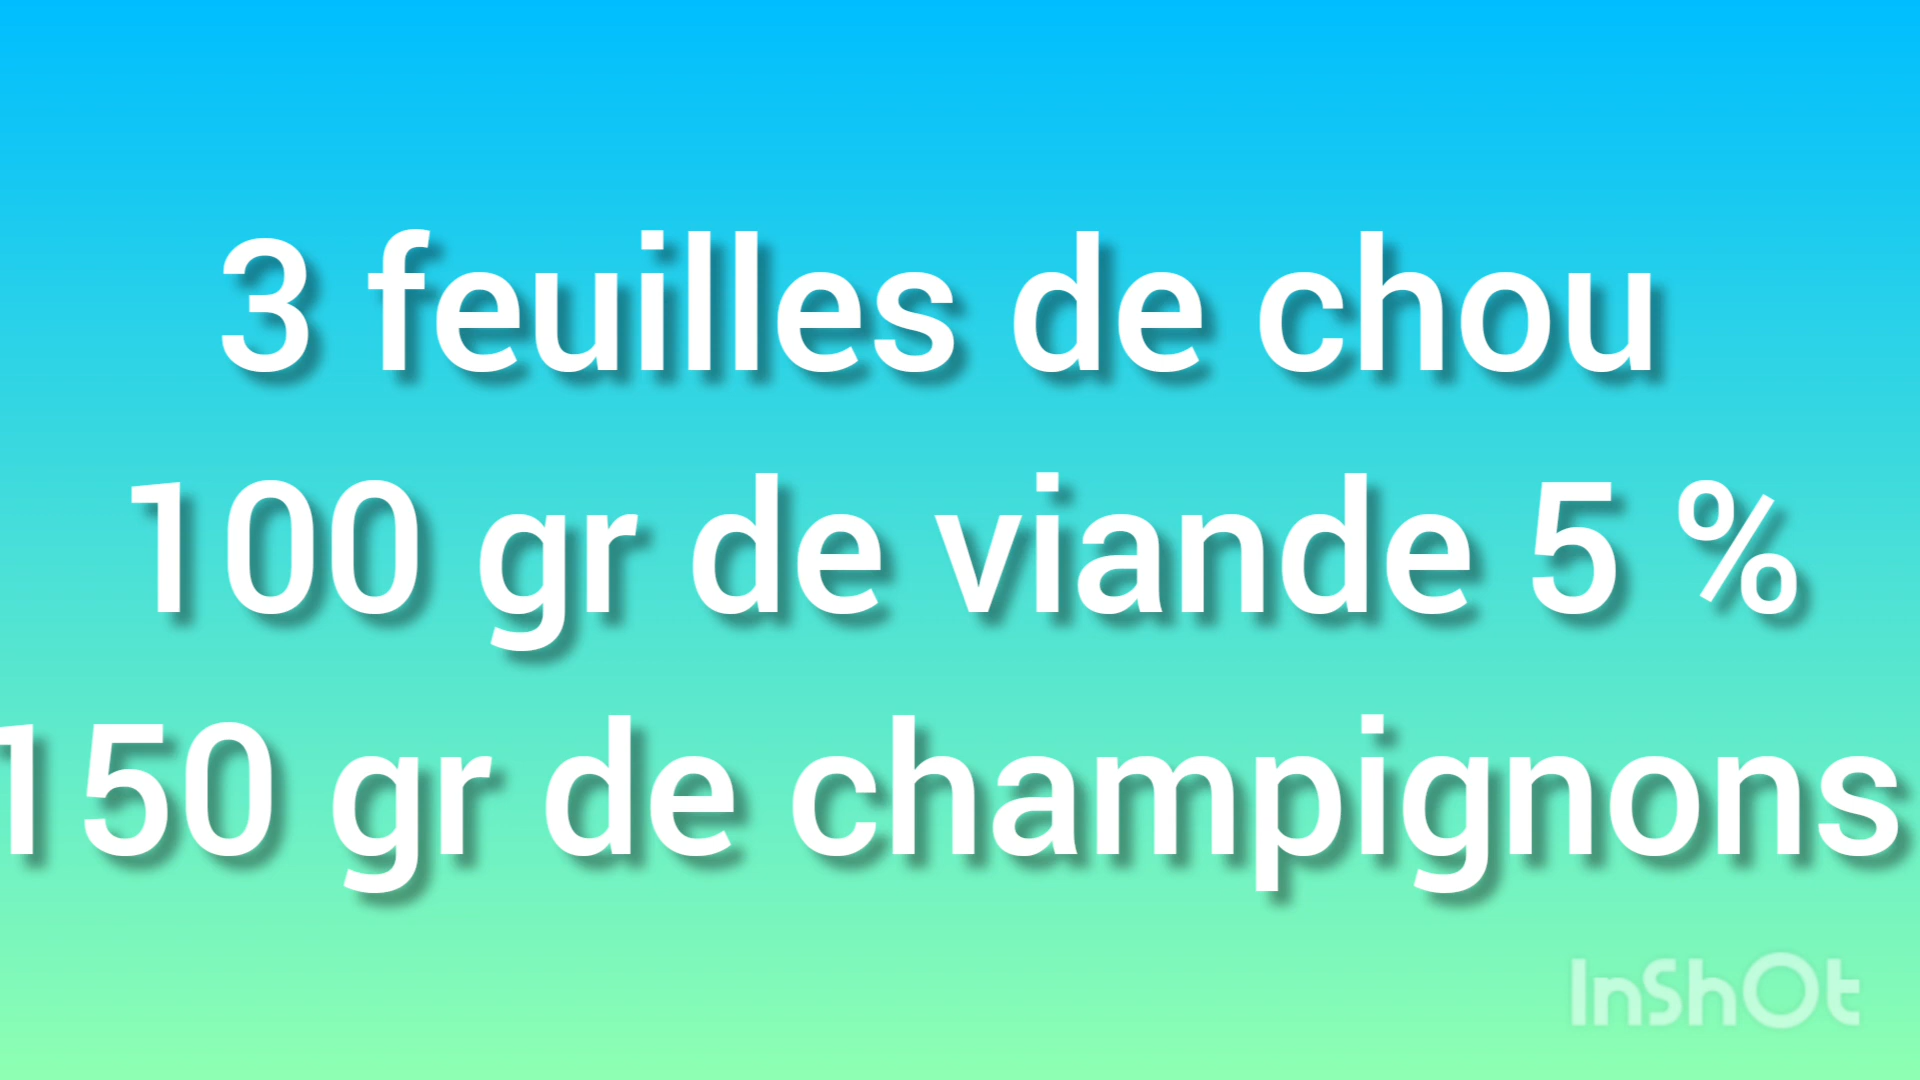 3 feuilles de chou
100 gr de viande 5 %
150 gr de champignons
InShOt